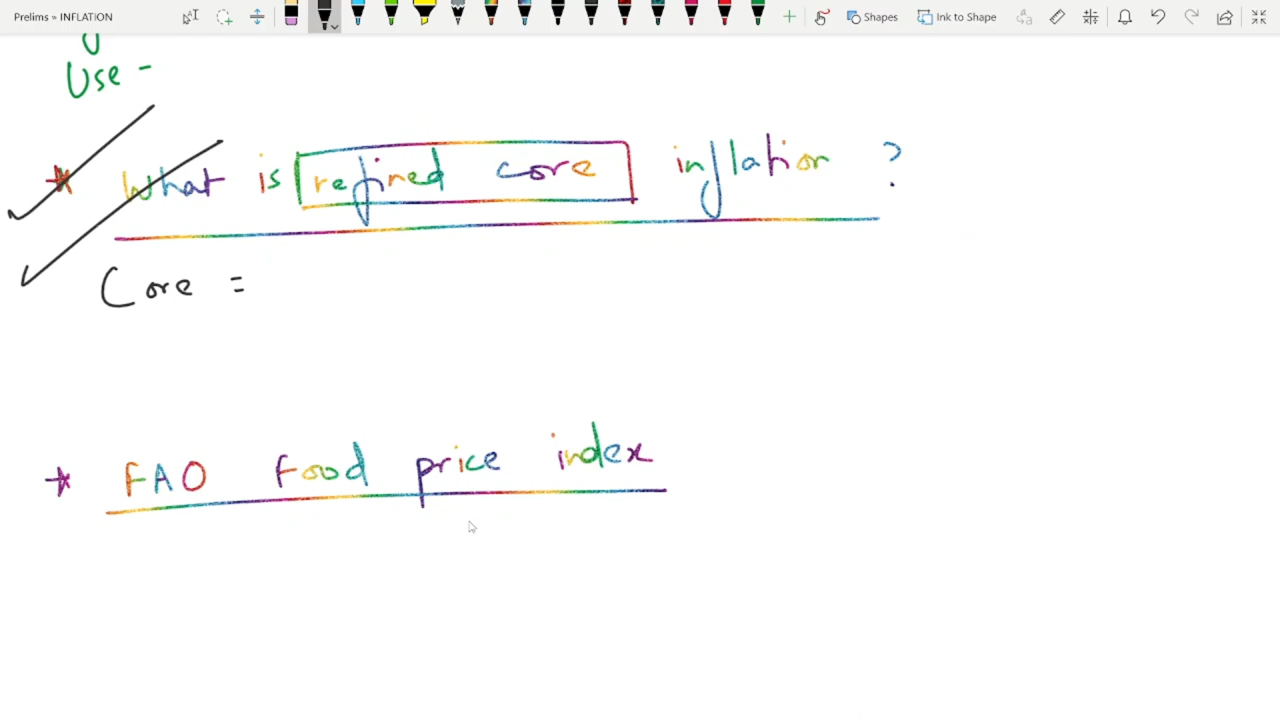 Prelims » INFLATION
Shapes
Ink to Shape
Use -
* What is refined core inflation ?
Core =
* FAO Food price index